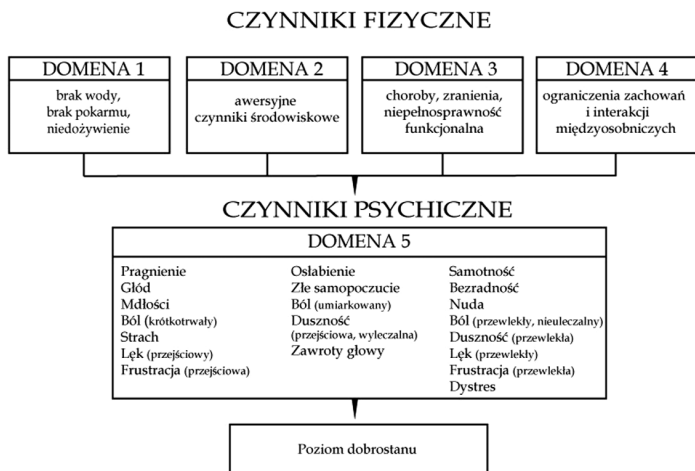 CZYNNIKI FIZYCZNE
DOMENA 1
brak wody,
brak pokarmu,
niedożywienie
DOMENA 2
awersyjne
czynniki środowiskowe
DOMENA 3
choroby, zranienia,
niepełnosprawność
funkcjonalna
DOMENA 4
ograniczenia zachowań
i interakcji
międzyosobniczych
CZYNNIKI PSYCHICZNE
DOMENA 5
Pragnienie
Głód
Mdłości
Ból (krótkotrwały)
Strach
Lęk (przejściowy)
Frustracja (przejściowa)
Osłabienie
Złe samopoczucie
Ból (umiarkowany)
Duszność
(przejściowa, wyleczalna)
Zawroty głowy
Samotność
Bezradność
Nuda
Ból (przewlekły, nieuleczalny)
Duszność (przewlekła)
Lęk (przewlekły)
Frustracja (przewlekła)
Dystres
Poziom dobrostanu